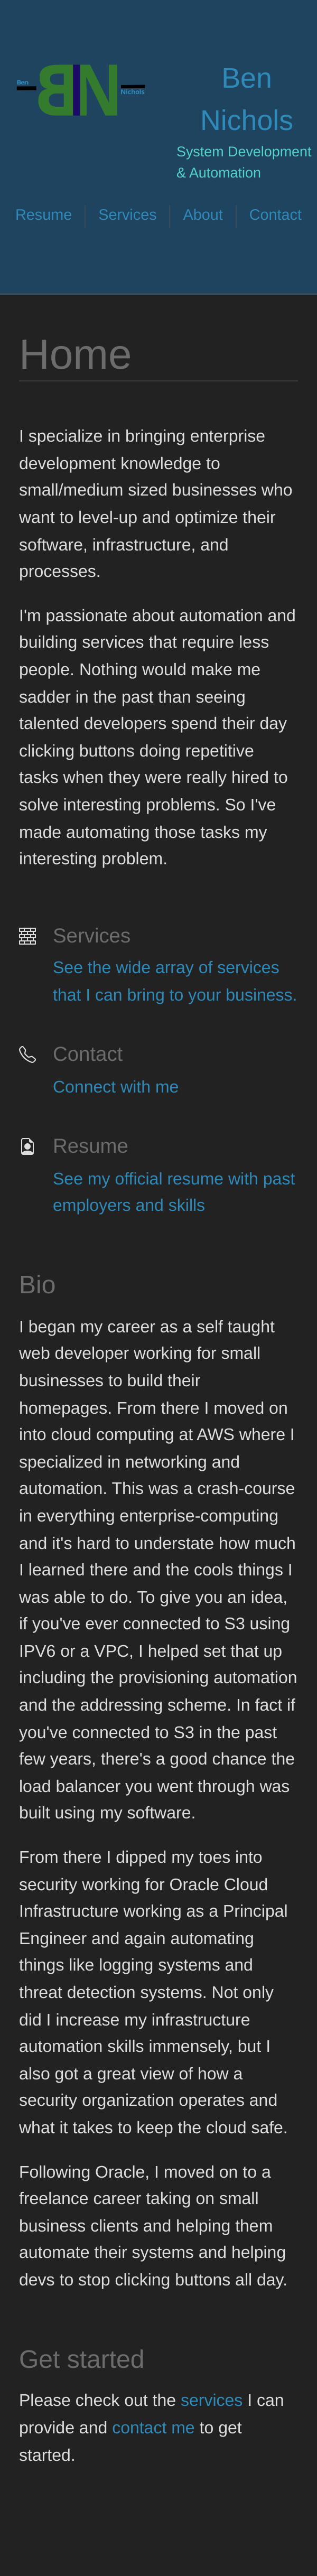 Ben
BN
Nichols
Ben
Nichols
System Development
& Automation
Resume
Services
About
Contact
Home
I specialize in bringing enterprise
development knowledge to
small/medium sized businesses who
want to level-up and optimize their
software, infrastructure, and
processes.
I'm passionate about automation and
building services that require less
people. Nothing would make me
sadder in the past than seeing
talented developers spend their day
clicking buttons doing repetitive
tasks when they were really hired to
solve interesting problems. So I've
made automating those tasks my
interesting problem.
Services
See the wide array of services
that I can bring to your business.
Contact
Connect with me
Resume
See my official resume with past
employers and skills
Bio
I began my career as a self taught
web developer working for small
businesses to build their
homepages. From there I moved on
into cloud computing at AWS where I
specialized in networking and
automation. This was a crash-course
in everything enterprise-computing
and it's hard to understate how much
I learned there and the cools things I
was able to do. To give you an idea,
if you've ever connected to S3 using
IPV6 or a VPC, I helped set that up
including the provisioning automation
and the addressing scheme. In fact if
you've connected to S3 in the past
few years, there's a good chance the
load balancer you went through was
built using my software.
From there I dipped my toes into
security working for Oracle Cloud
Infrastructure working as a Principal
Engineer and again automating
things like logging systems and
threat detection systems. Not only
did I increase my infrastructure
automation skills immensely, but I
also got a great view of how a
security organization operates and
what it takes to keep the cloud safe.
Following Oracle, I moved on to a
freelance career taking on small
business clients and helping them
automate their systems and helping
devs to stop clicking buttons all day.
Get started
Please check out the services I can
provide and contact me to get
started.